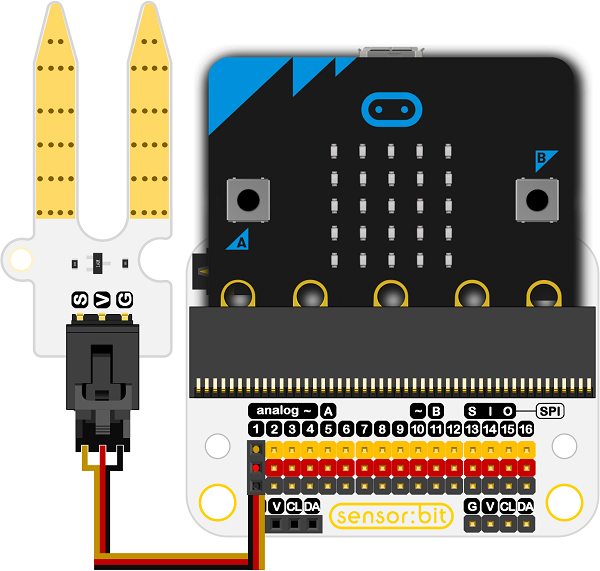 B
A
S V G
analog ~ A ~ B S I O SPI
1 2 3 4 5 6 7 8 9 10 11 12 13 14 15 16
V CL DA
sensor:bit
G V CL DA